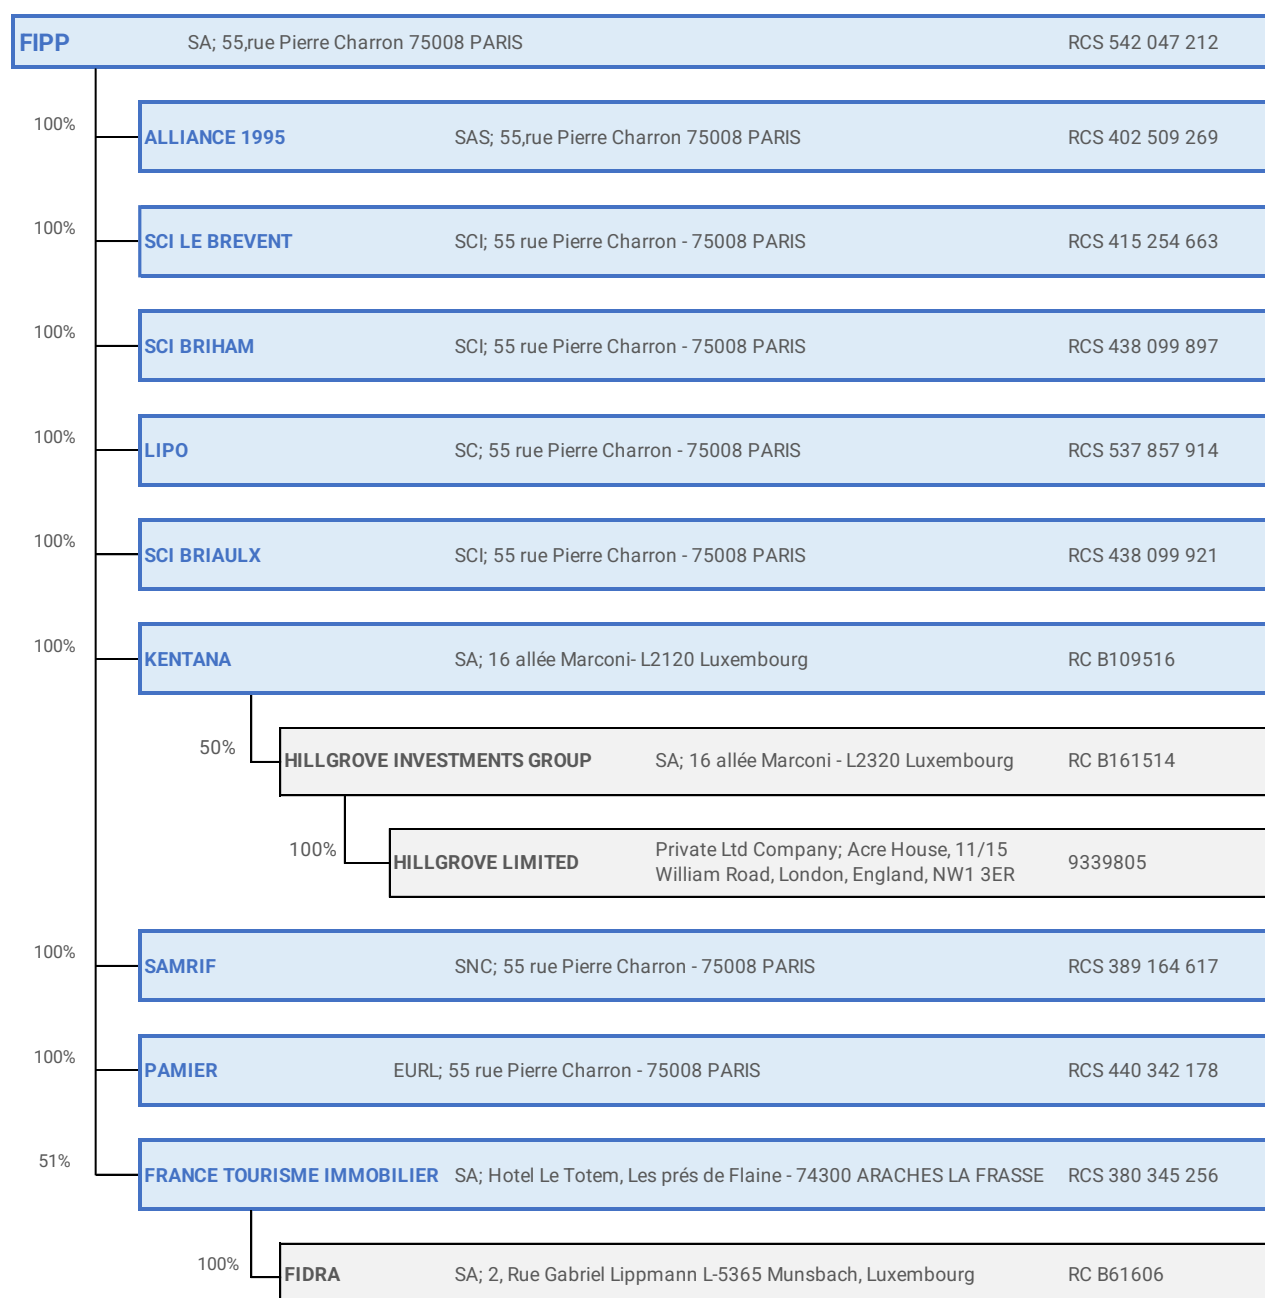 FIPP SA; 55,rue Pierre Charron 75008 PARIS RCS 542 047 212
100%
ALLIANCE 1995 SAS; 55,rue Pierre Charron 75008 PARIS RCS 402 509 269
100%
SCI LE BREVENT SCI; 55 rue Pierre Charron - 75008 PARIS RCS 415 254 663
100%
SCI BRIHAM SCI; 55 rue Pierre Charron - 75008 PARIS RCS 438 099 897
100%
LIPO SC; 55 rue Pierre Charron - 75008 PARIS RCS 537 857 914
100%
SCI BRIAULX SCI; 55 rue Pierre Charron - 75008 PARIS RCS 438 099 921
100%
KENTANA SA; 16 allée Marconi- L2120 Luxembourg RC B109516
50%
HILLGROVE INVESTMENTS GROUP SA; 16 allée Marconi - L2320 Luxembourg RC B161514
100%
Private Ltd Company; Acre House, 11/15
HILLGROVE LIMITED 9339805
William Road, London, England, NW1 3ER
100%
SAMRIF SNC; 55 rue Pierre Charron - 75008 PARIS RCS 389 164 617
100%
PAMIER EURL; 55 rue Pierre Charron - 75008 PARIS RCS 440 342 178
51%
FRANCE TOURISME IMMOBILIER SA; Hotel Le Totem, Les prés de Flaine - 74300 ARACHES LA FRASSE RCS 380 345 256
100%
FIDRA SA; 2, Rue Gabriel Lippmann L-5365 Munsbach, Luxembourg RC B61606